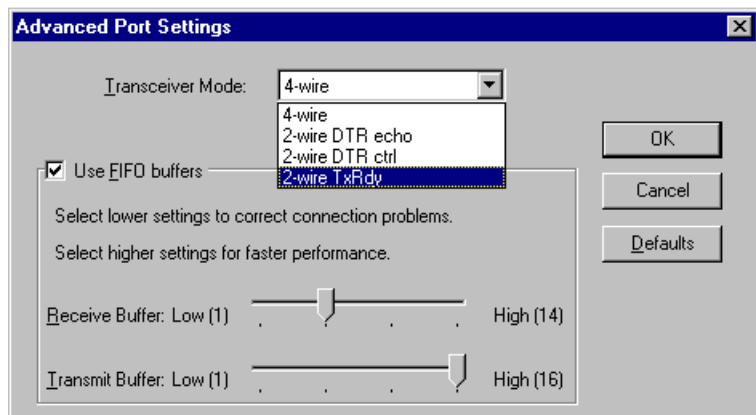 Advanced Port Settings
Transceiver Mode: 4-wire
4-wire
2-wire DTR echo
2-wire DTR ctrl
2-wire TxRdy
OK
Use FIFO buffers
Cancel
Select lower settings to correct connection problems.
Select higher settings for faster performance.
Defaults
Receive Buffer: Low (1) High (14)
Transmit Buffer: Low (1) High (16)